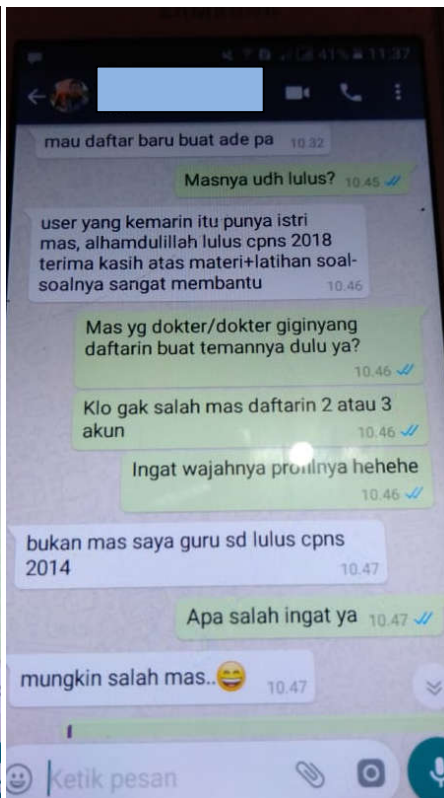 41% 11:37
mau daftar baru buat ade pa 10.32
Masnya udh lulus? 10.45
user yang kemarin itu punya istri
mas, alhamdulillah lulus cpns 2018
terima kasih atas materi+latihan soal-
soalnya sangat membantu 10.46
Mas yg dokter/dokter giginyang
daftarin buat temannya dulu ya?
10.46
Klo gak salah mas daftarin 2 atau 3
akun 10.46
Ingat wajahnya profilnya hehehe
10.46
bukan mas saya guru sd lulus cpns
2014 10.47
Apa salah ingat ya 10.47
mungkin salah mas.. 10.47
Ketik pesan